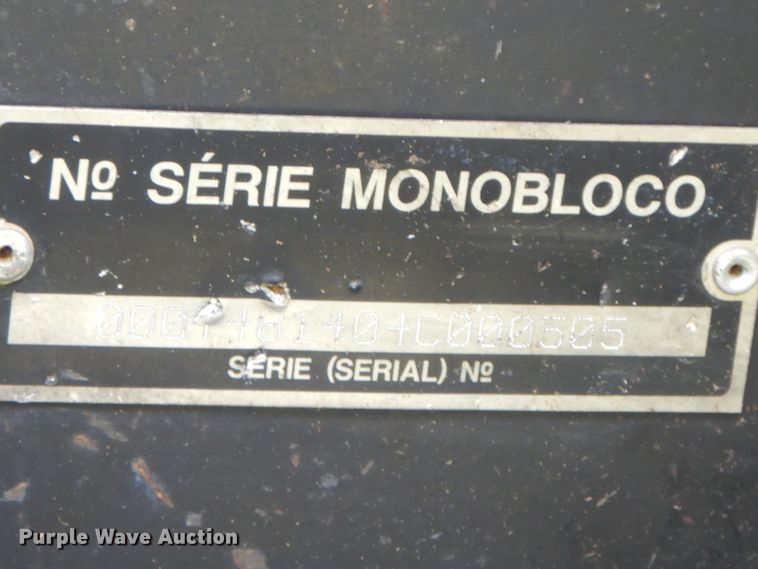 Nº SÉRIE MONOBLOCO
SÉRIE (SERIAL) Nº
Purple Wave Auction